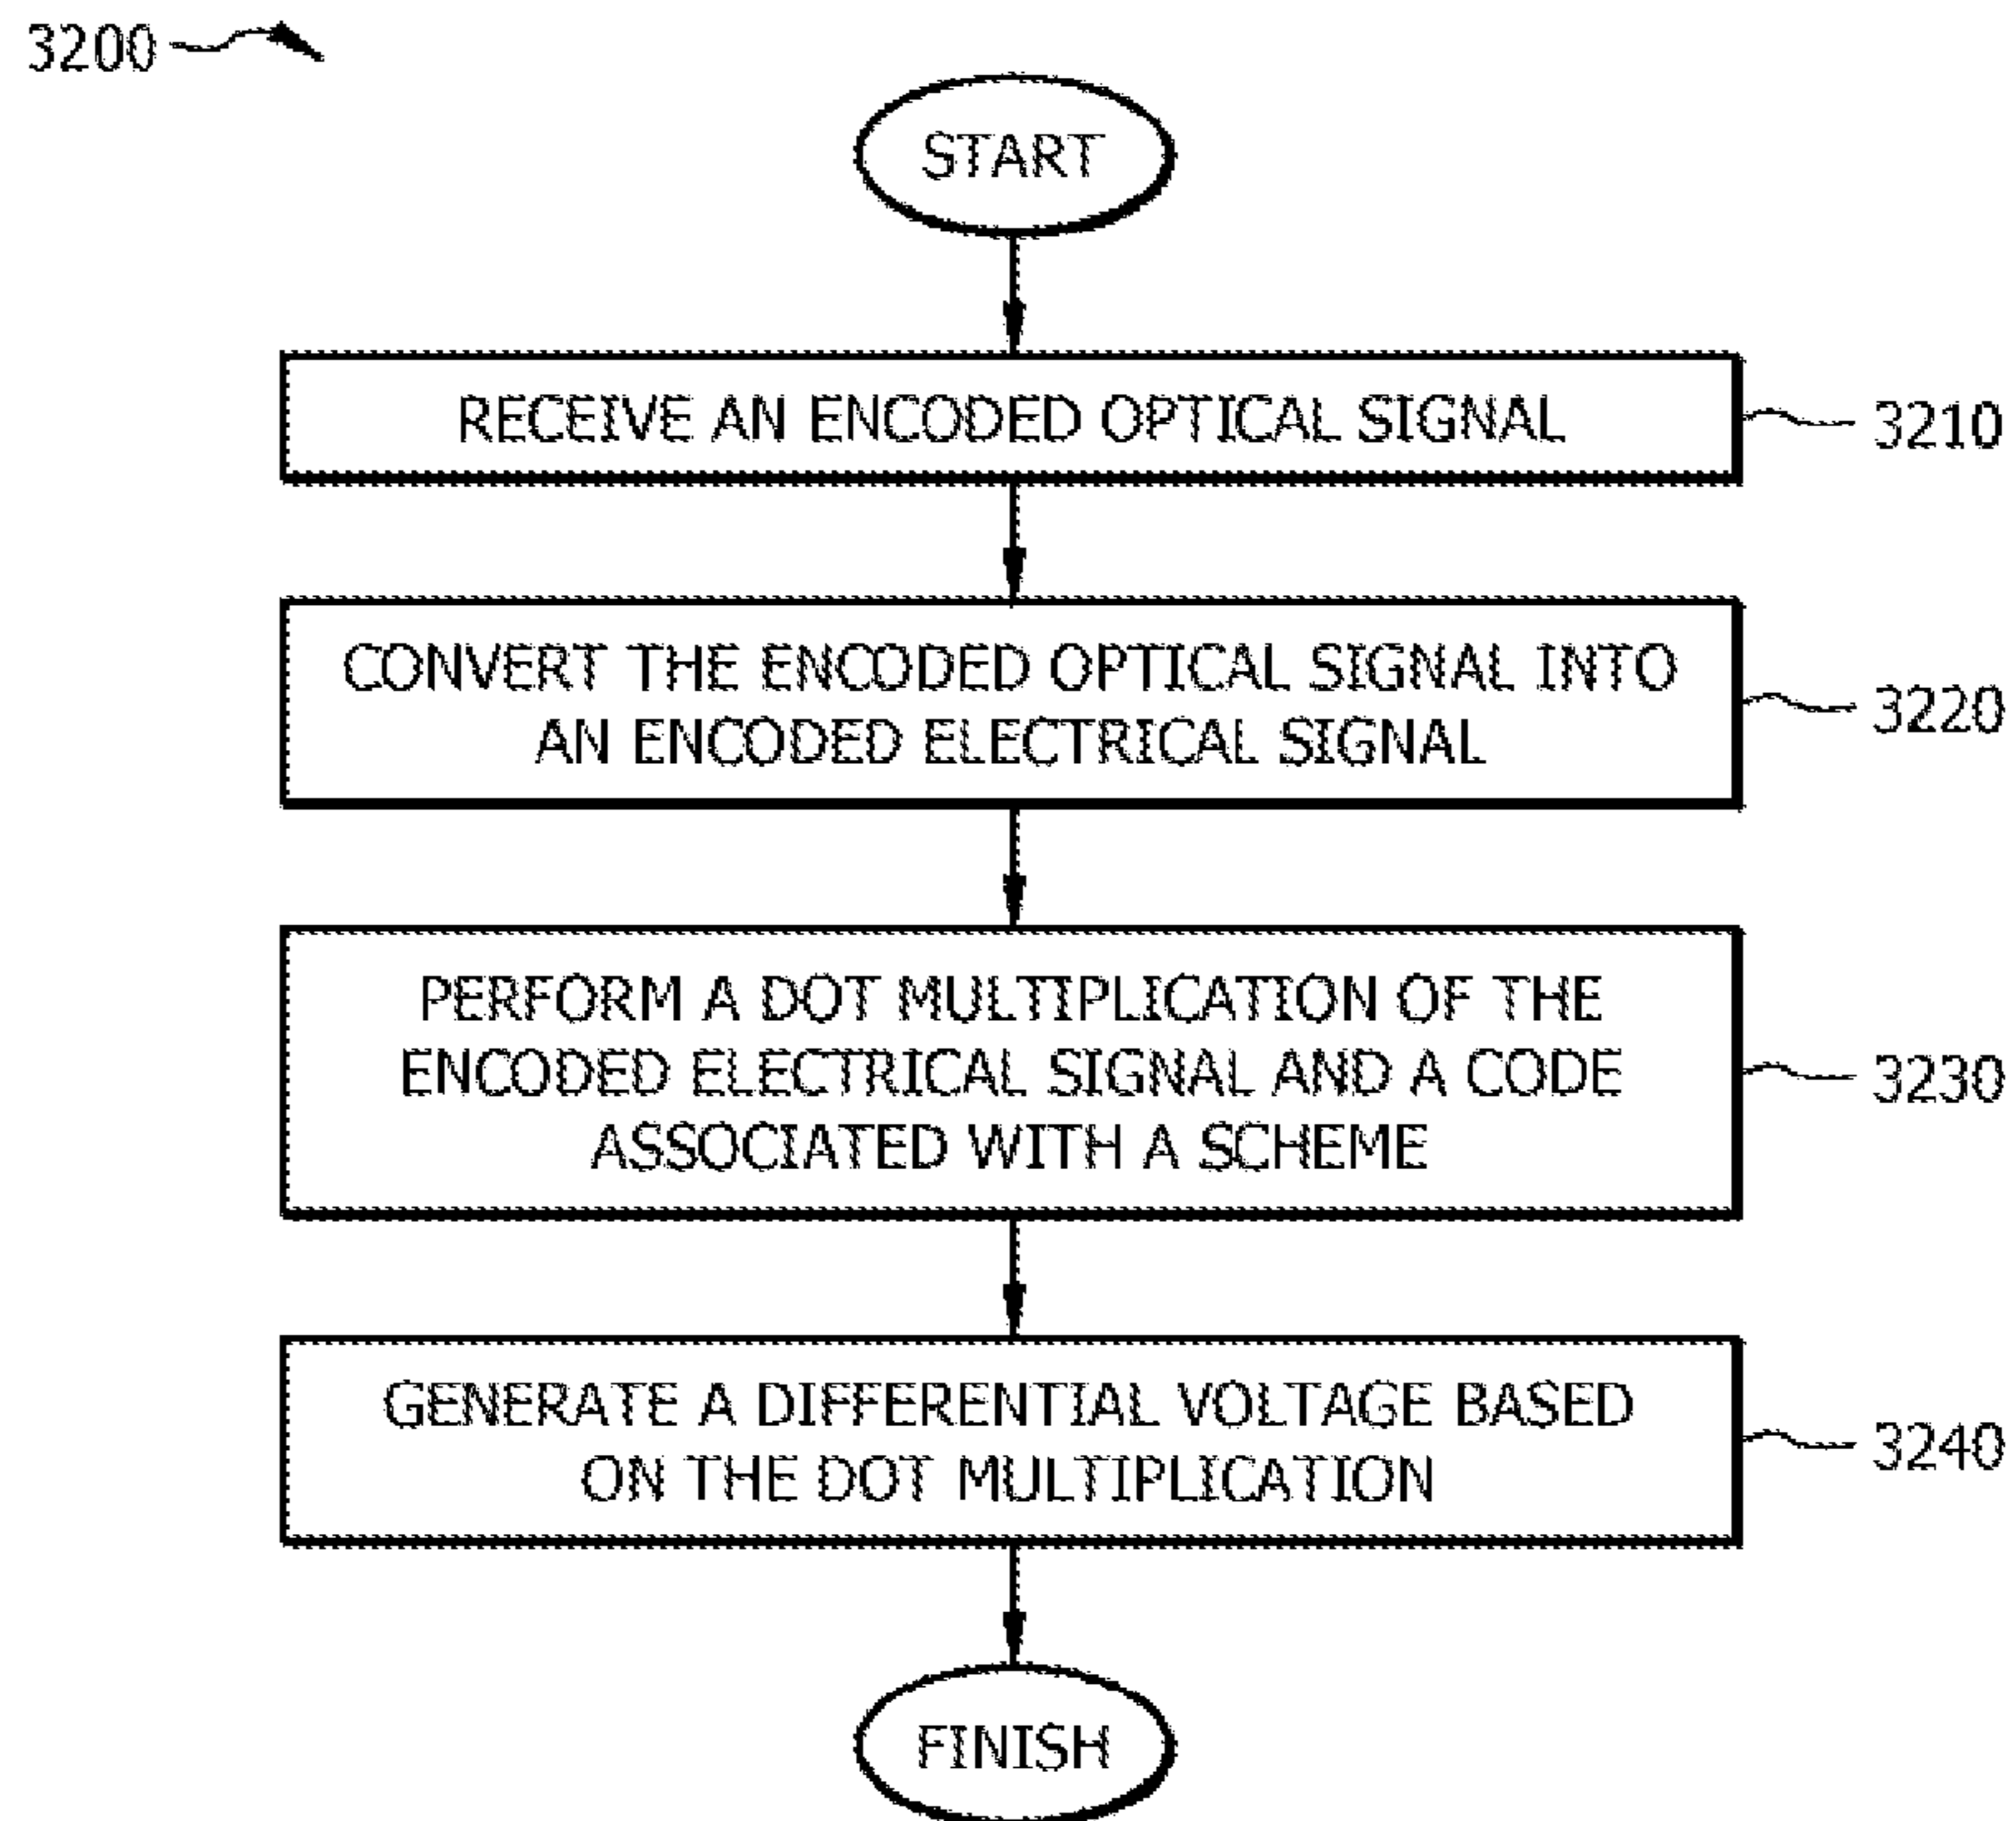 3200
START
RECEIVE AN ENCODED OPTICAL SIGNAL
3210
CONVERT THE ENCODED OPTICAL SIGNAL INTO
AN ENCODED ELECTRICAL SIGNAL
3220
PERFORM A DOT MULTIPLICATION OF THE
ENCODED ELECTRICAL SIGNAL AND A CODE
ASSOCIATED WITH A SCHEME
3230
GENERATE A DIFFERENTIAL VOLTAGE BASED
ON THE DOT MULTIPLICATION
3240
FINISH